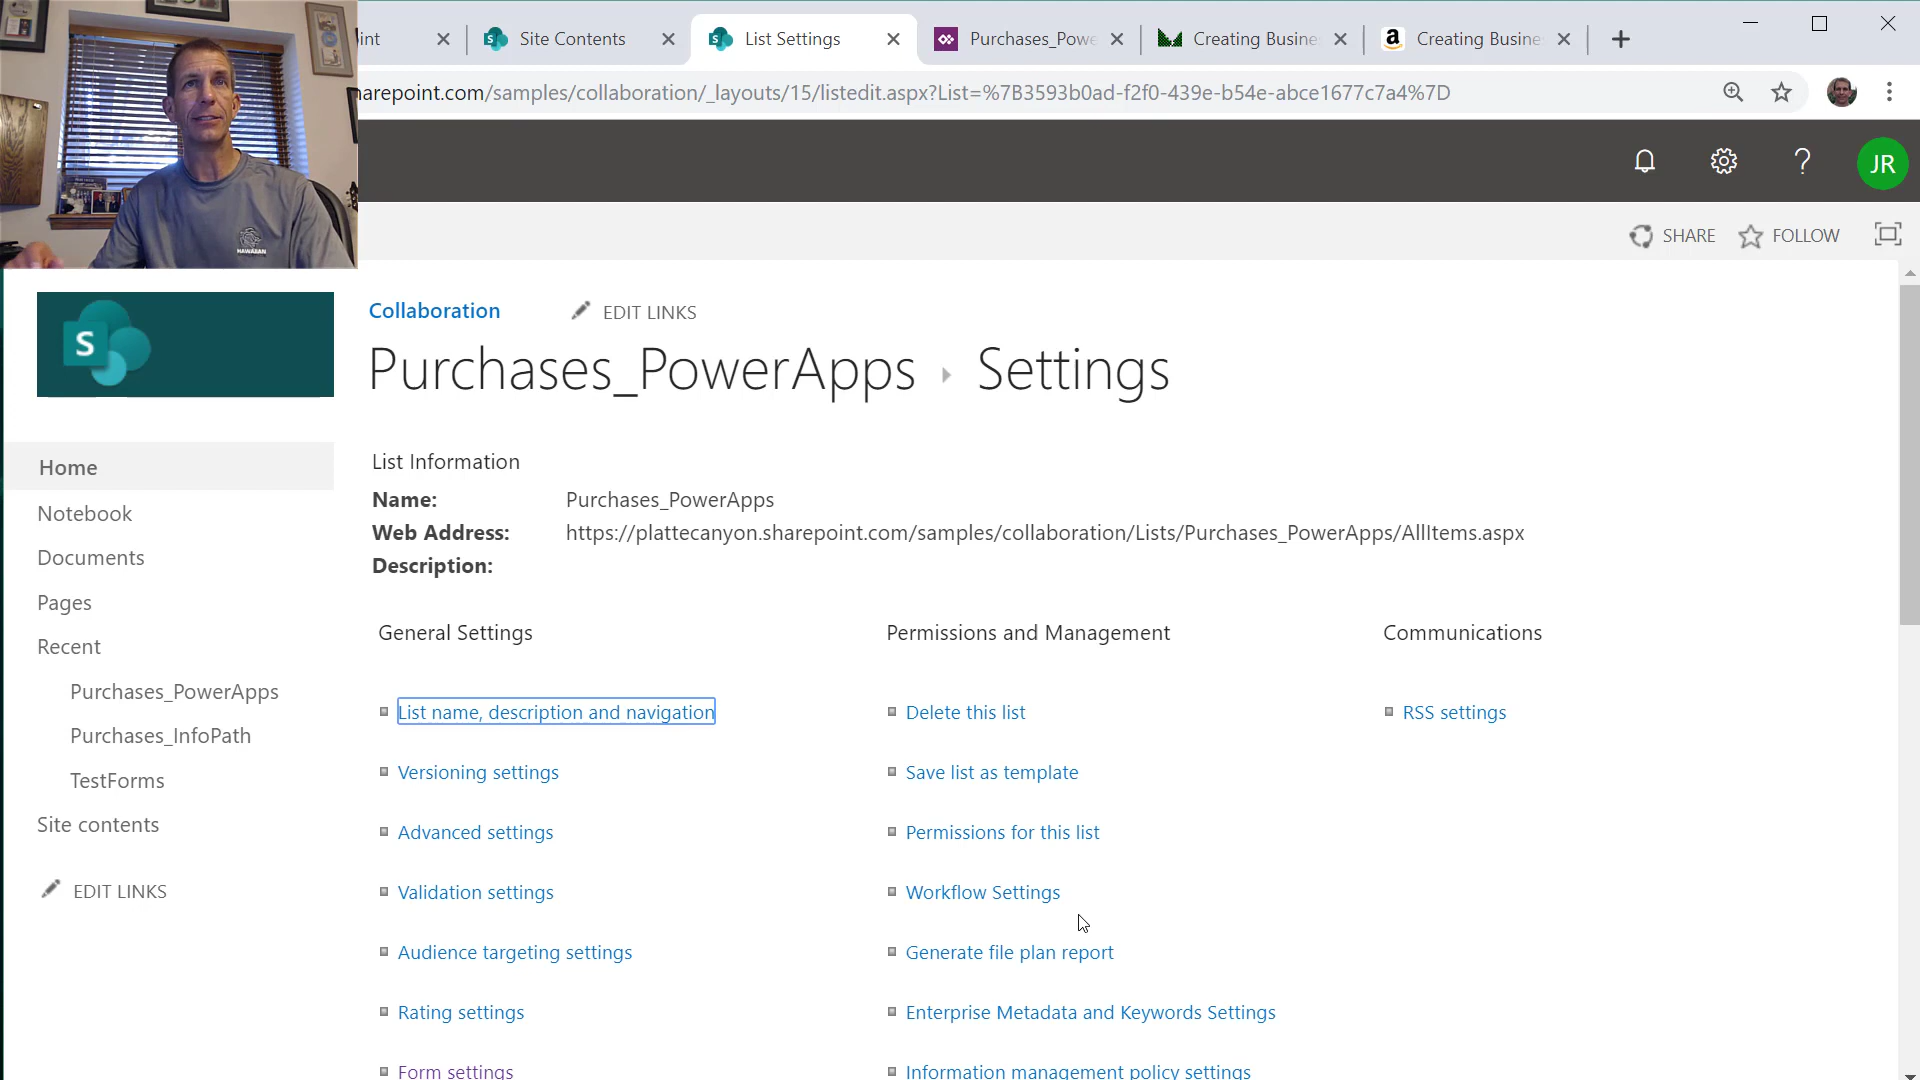 int
Site Contents
List Settings
Purchases_Powe
Creating Busine
Creating Busine
harepoint.com/samples/collaboration/_layouts/15/listedit.aspx?List=%7B3593b0ad-f2f0-439e-b54e-abce1677c7a4%7D
JR
SHARE
FOLLOW
HAWAIIAN
S
Collaboration
EDIT LINKS
Purchases_PowerApps ▸ Settings
Home
Notebook
Documents
Pages
Recent
Purchases_PowerApps
Purchases_InfoPath
TestForms
Site contents
EDIT LINKS
List Information
Name: Purchases_PowerApps
Web Address: https://plattecanyon.sharepoint.com/samples/collaboration/Lists/Purchases_PowerApps/AllItems.aspx
Description:
General Settings
List name, description and navigation
Versioning settings
Advanced settings
Validation settings
Audience targeting settings
Rating settings
Form settings
Permissions and Management
Delete this list
Save list as template
Permissions for this list
Workflow Settings
Generate file plan report
Enterprise Metadata and Keywords Settings
Information management policy settings
Communications
RSS settings